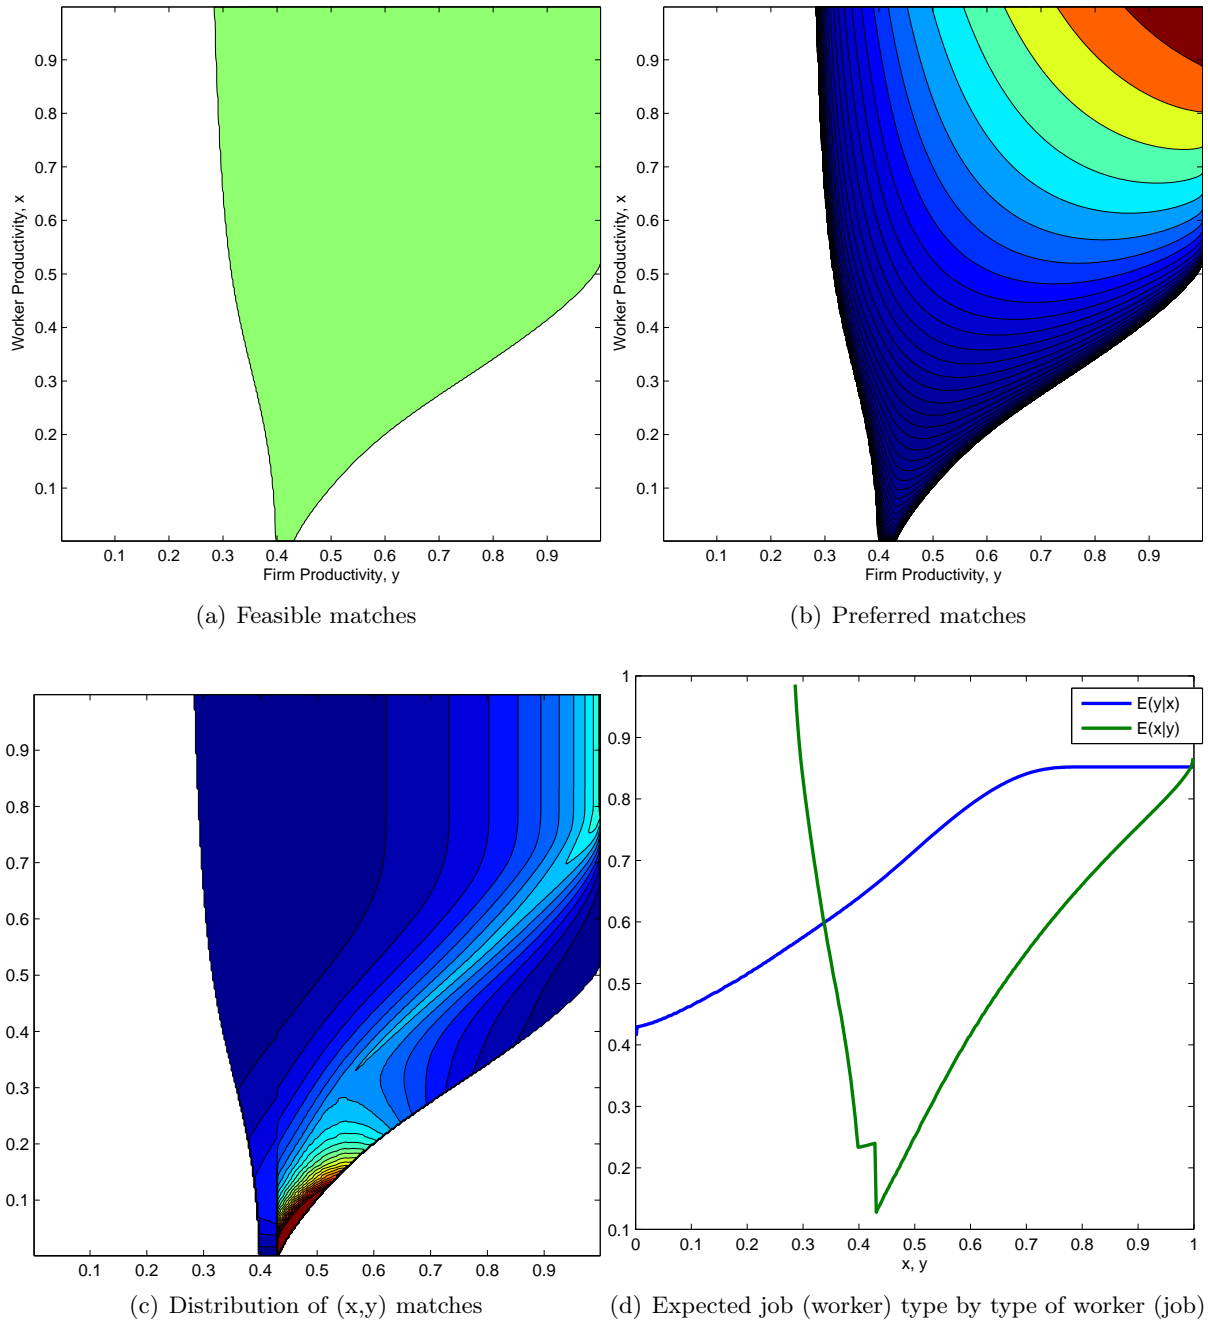 0.9
0.8
0.7
0.6
0.5
0.4
0.3
0.2
0.1
Worker Productivity, x
0.1 0.2 0.3 0.4 0.5 0.6 0.7 0.8 0.9
Firm Productivity, y
(a) Feasible matches
0.9
0.8
0.7
0.6
0.5
0.4
0.3
0.2
0.1
Worker Productivity, x
0.1 0.2 0.3 0.4 0.5 0.6 0.7 0.8 0.9
Firm Productivity, y
(b) Preferred matches
0.9
0.8
0.7
0.6
0.5
0.4
0.3
0.2
0.1
0.1 0.2 0.3 0.4 0.5 0.6 0.7 0.8 0.9
(c) Distribution of (x,y) matches
1
0.9
0.8
0.7
0.6
0.5
0.4
0.3
0.2
0.1
E(y|x)
E(x|y)
0 0.1 0.2 0.3 0.4 0.5 0.6 0.7 0.8 0.9 1
x, y
(d) Expected job (worker) type by type of worker (job)